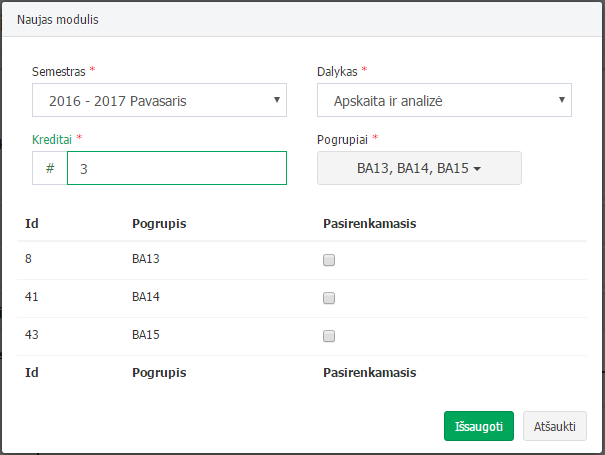 Naujas modulis
Semestras * Dalykas *
2016 - 2017 Pavasaris Apskaita ir analizė
Kreditai * Pogrupiai *
# 3 BA13, BA14, BA15
Id Pogrupis Pasirenkamasis
8 BA13
41 BA14
43 BA15
Id Pogrupis Pasirenkamasis
Išsaugoti Atšaukti